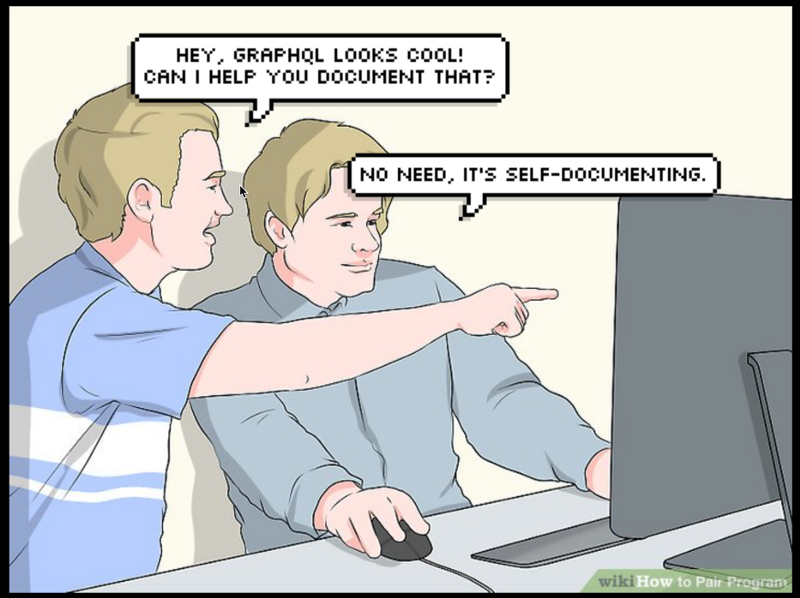 HEY, GRAPHQL LOOKS COOL!
CAN I HELP YOU DOCUMENT THAT?
NO NEED, IT'S SELF-DOCUMENTING.
wikiHow to Pair Program